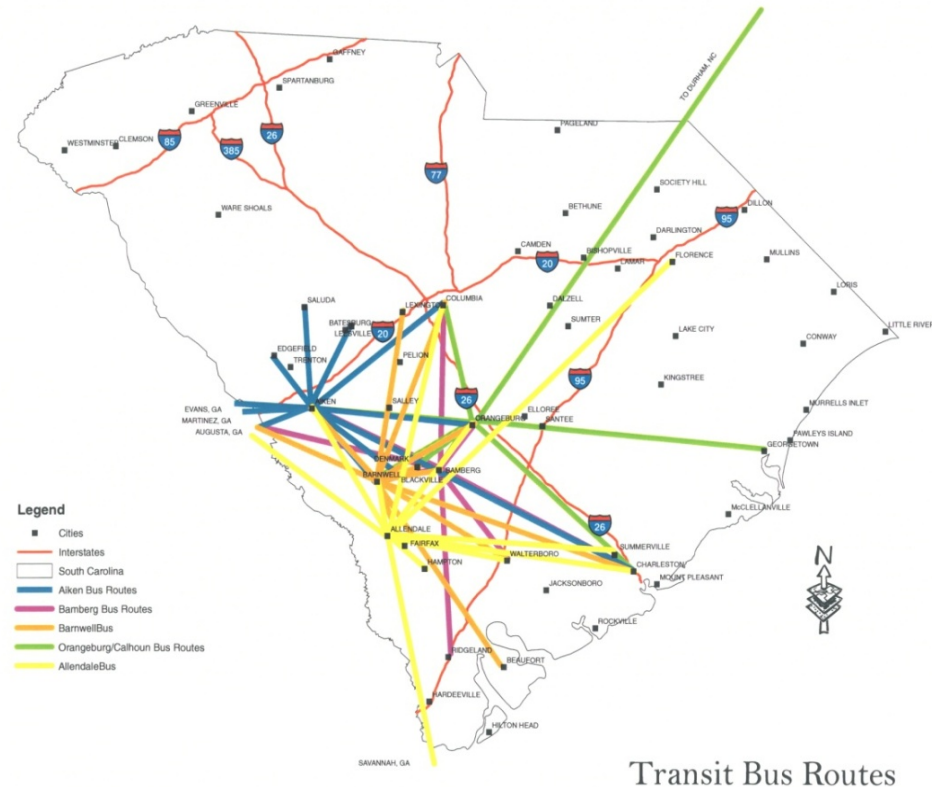 GAFFNEY
SPARTANBURG
TO DURHAM, NC
GREENVILLE
PAGELAND
WESTMINSTER
CLEMSON
85
385
26
77
SOCIETY HILL
WARE SHOALS
BETHUNE
DILLON
95
DARLINGTON
CAMDEN
20
BISHOPVILLE
LAMAR
FLORENCE
MULLINS
LORIS
SALUDA
LEXINGTON
COLUMBIA
DALZELL
BATESBURG
LEESVILLE
20
SUMTER
LAKE CITY
CONWAY
LITTLE RIVER
EDGEFIELD
TRENTON
PELION
95
KINGSTREE
EVANS, GA
AIKEN
SALLEY
26
ELLOREE
MURRELLS INLET
MARTINEZ, GA
ORANGEBURG
SANTEE
AUGUSTA, GA
PAWLEYS ISLAND
GEORGETOWN
DENMARK
BARNWELL
BLACKVILLE
BAMBERG
McCLELLANVILLE
ALLENDALE
FAIRFAX
26
HAMPTON
WALTERBORO
SUMMERVILLE
CHARLESTON
MOUNT PLEASANT
JACKSONBORO
ROCKVILLE
RIDGELAND
BEAUFORT
HARDEEVILLE
HILTON HEAD
SAVANNAH, GA
N
Legend
Cities
Interstates
South Carolina
Aiken Bus Routes
Bamberg Bus Routes
BarnwellBus
Orangeburg/Calhoun Bus Routes
AllendaleBus
Transit Bus Routes